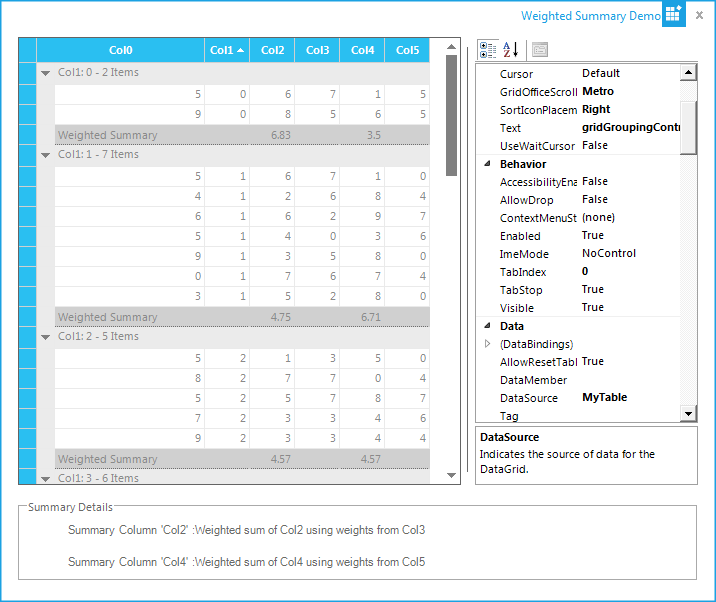 Weighted Summary Demo
Col0 Col1 Col2 Col3 Col4 Col5
Col1: 0 - 2 Items
5 0 6 7 1 5
9 0 8 5 6 5
Weighted Summary 6.83 3.5
Col1: 1 - 7 Items
5 1 6 7 1 0
4 1 2 6 8 4
6 1 6 2 9 7
5 1 4 0 3 6
9 1 3 5 8 0
0 1 7 6 7 4
3 1 5 2 8 0
Weighted Summary 4.75 6.71
Col1: 2 - 5 Items
5 2 1 3 5 0
8 2 7 7 0 4
5 2 5 7 8 7
7 2 3 3 4 6
9 2 3 3 4 4
Weighted Summary 4.57 4.57
Col1: 3 - 6 Items
Cursor Default
GridOfficeScroll Metro
SortIconPlacem Right
Text gridGroupingContr
UseWaitCursor False
Behavior
AccessibilityEna False
AllowDrop False
ContextMenuSt (none)
Enabled True
ImeMode NoControl
TabIndex 0
TabStop True
Visible True
Data
(DataBindings)
AllowResetTabl True
DataMember
DataSource MyTable
Tag
DataSource
Indicates the source of data for the
DataGrid.
Summary Details
Summary Column 'Col2' :Weighted sum of Col2 using weights from Col3
Summary Column 'Col4' :Weighted sum of Col4 using weights from Col5